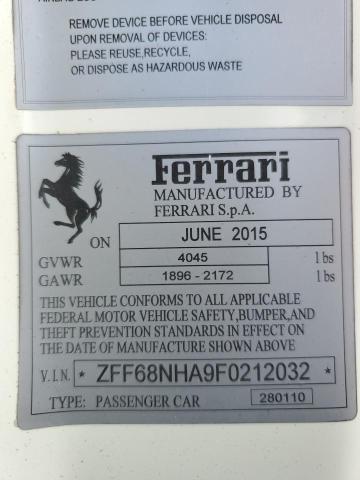 REMOVE DEVICE BEFORE VEHICLE DISPOSAL
UPON REMOVAL OF DEVICES:
PLEASE REUSE,RECYCLE,
OR DISPOSE AS HAZARDOUS WASTE
Ferrari
MANUFACTURED BY
FERRARI S.p.A.
ON JUNE 2015
GVWR 4045 lbs
GAWR 1896 - 2172 lbs
THIS VEHICLE CONFORMS TO ALL APPLICABLE
FEDERAL MOTOR VEHICLE SAFETY,BUMPER,AND
THEFT PREVENTION STANDARDS IN EFFECT ON
THE DATE OF MANUFACTURE SHOWN ABOVE
V.I.N. * ZFF68NHA9F0212032 *
TYPE: PASSENGER CAR 280110